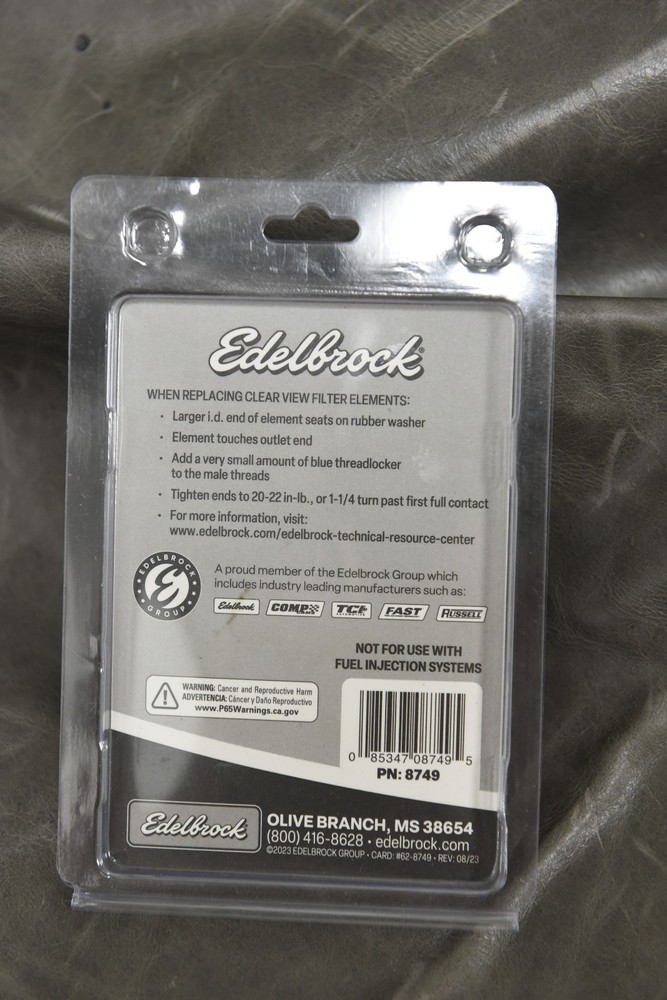 Edelbrock®
WHEN REPLACING CLEAR VIEW FILTER ELEMENTS:
• Larger i.d. end of element seats on rubber washer
• Element touches outlet end
• Add a very small amount of blue threadlocker
to the male threads
• Tighten ends to 20-22 in-lb., or 1-1/4 turn past first full contact
• For more information, visit:
www.edelbrock.com/edelbrock-technical-resource-center
EDELBROCK
GROUP
A proud member of the Edelbrock Group which
includes industry leading manufacturers such as:
Edelbrock COMP CAMS TCI AUTOMOTIVE FAST RUSSELL
NOT FOR USE WITH
FUEL INJECTION SYSTEMS
WARNING: Cancer and Reproductive Harm
ADVERTENCIA: Cáncer y Daño Reproductivo
www.P65Warnings.ca.gov
0 85347 08749 5
PN: 8749
Edelbrock
OLIVE BRANCH, MS 38654
(800) 416-8628 • edelbrock.com
©2023 EDELBROCK GROUP • CARD: #62-8749 • REV: 08/23